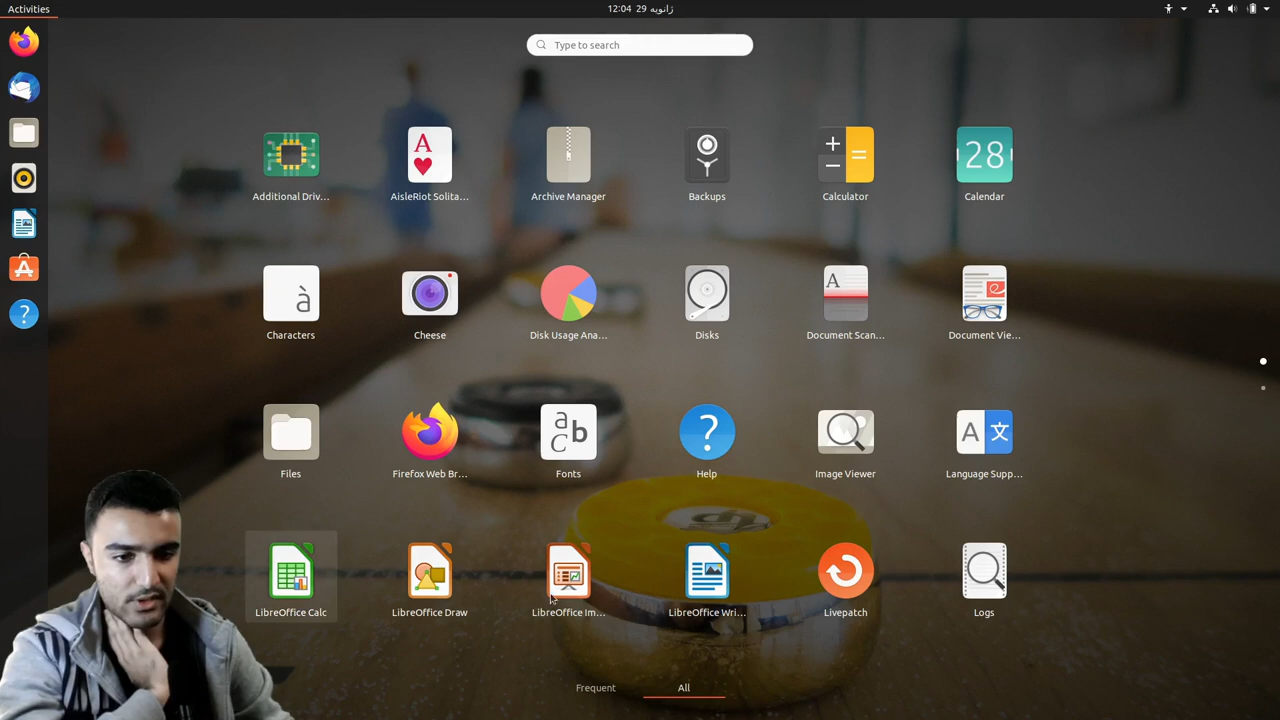 Activities
ژانویه 29  12:04
Type to search
Additional Driv…
AisleRiot Solita…
Archive Manager
Backups
Calculator
28
Calendar
Characters
Cheese
Disk Usage Ana…
Disks
Document Scan…
Document Vie…
Files
Firefox Web Br…
Fonts
Help
Image Viewer
Language Supp…
LibreOffice Calc
LibreOffice Draw
LibreOffice Im…
LibreOffice Wri…
Livepatch
Logs
Frequent
All